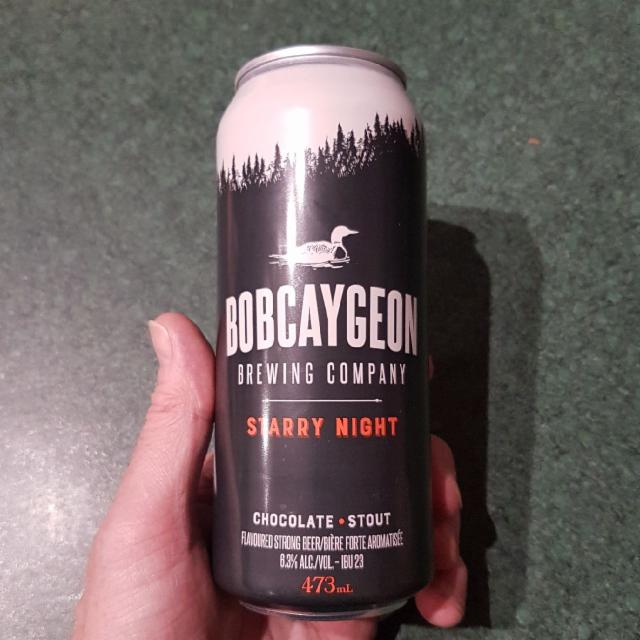 BOBCAYGEON
BREWING COMPANY
STARRY NIGHT
CHOCOLATE • STOUT
FLAVOURED STRONG BEER/BIÈRE FORTE AROMATISÉE
6.3% ALC./VOL. - IBU 23
473mL